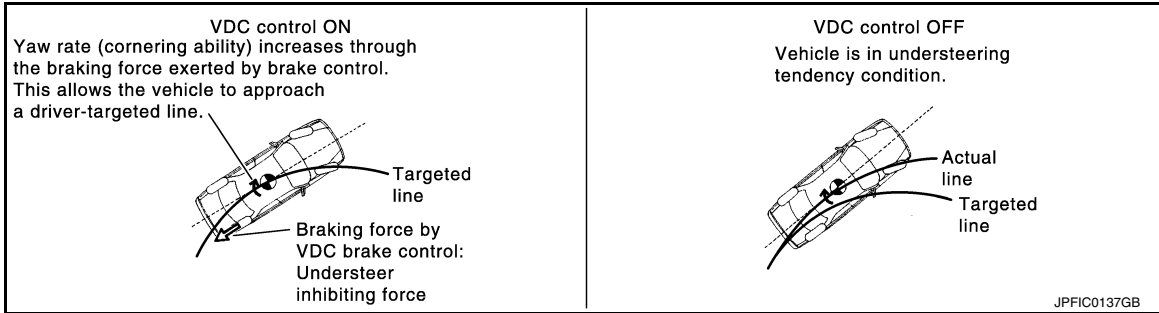 VDC control ON
Yaw rate (cornering ability) increases through
the braking force exerted by brake control.
This allows the vehicle to approach
a driver-targeted line.
Targeted
line
Braking force by
VDC brake control:
Understeer
inhibiting force
VDC control OFF
Vehicle is in understeering
tendency condition.
Actual
line
Targeted
line
JPFIC0137GB